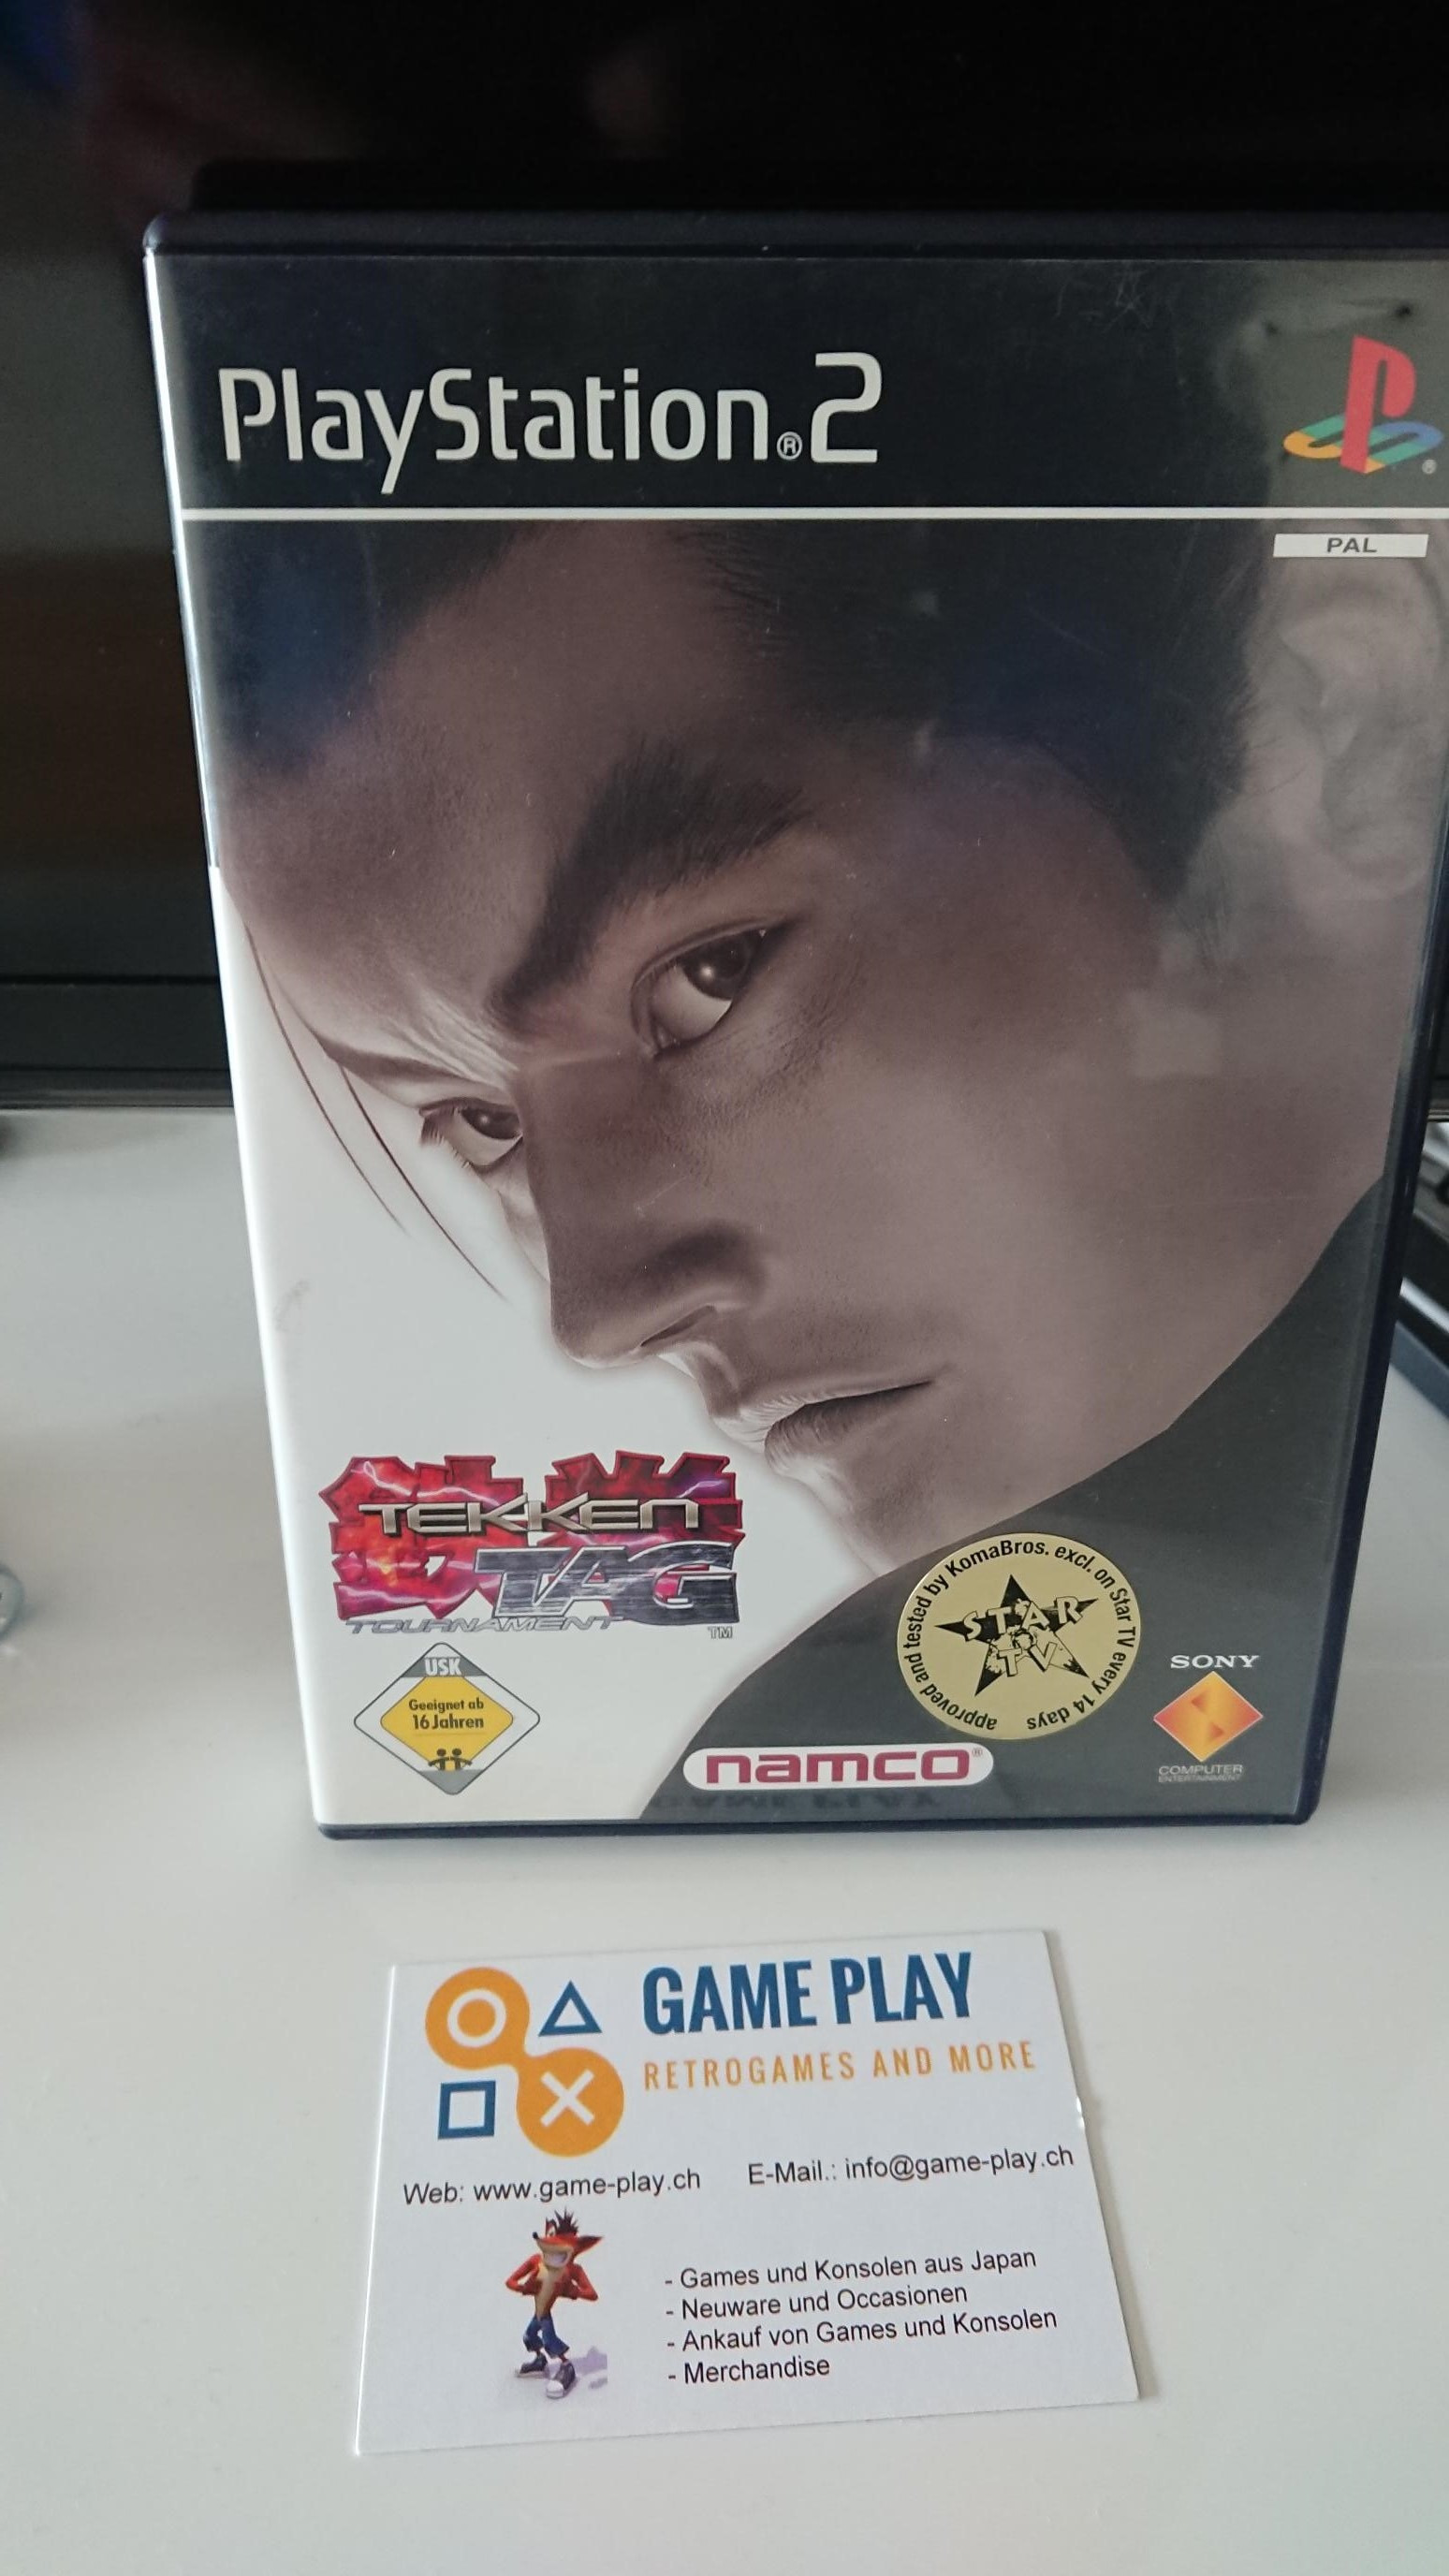 PlayStation®2
®
PAL
TEKKEN
TAG
TOURNAMENT
TM
approved and tested by KomaBros. excl. on Star TV every 14 days
STAR
TV
USK
Geeignet ab
16 Jahren
namco®
SONY
COMPUTER
ENTERTAINMENT
GAME PLAY
RETROGAMES AND MORE
Web: www.game-play.ch E-Mail.: info@game-play.ch
- Games und Konsolen aus Japan
- Neuware und Occasionen
- Ankauf von Games und Konsolen
- Merchandise